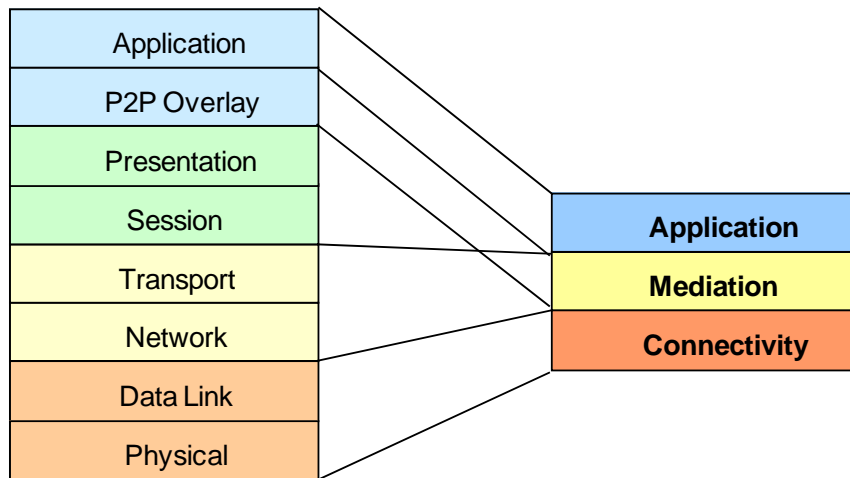 Application
P2P Overlay
Presentation
Session
Transport
Network
Data Link
Physical
Application
Mediation
Connectivity